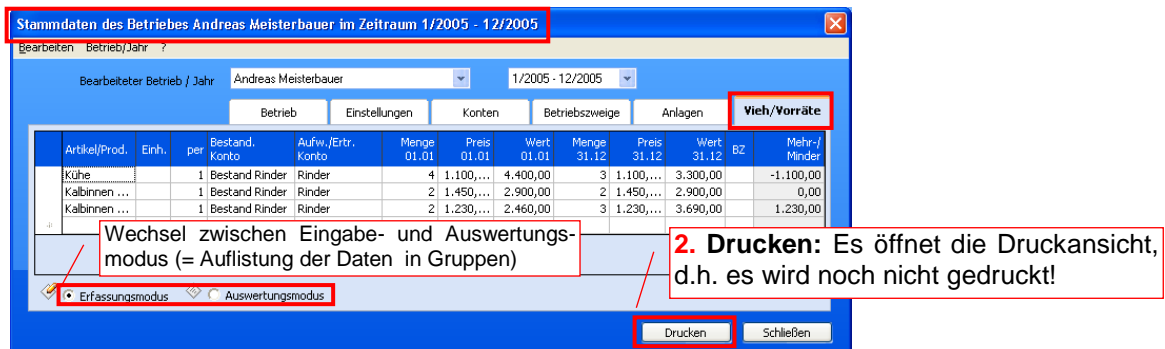 Stammdaten des Betriebes Andreas Meisterbauer im Zeitraum 1/2005 - 12/2005
Bearbeiten Betrieb/Jahr ?
Bearbeiteter Betrieb / Jahr Andreas Meisterbauer 1/2005 - 12/2005
Betrieb Einstellungen Konten Betriebszweige Anlagen Vieh/Vorräte
Artikel/Prod. Einh. per Bestand. Konto Aufw./Ertr. Konto Menge 01.01 Preis 01.01 Wert 01.01 Menge 31.12 Preis 31.12 Wert 31.12 BZ Mehr-/ Minder
Kühe 1 Bestand Rinder Rinder 4 1.100,... 4.400,00 3 1.100,... 3.300,00 -1.100,00
Kalbinnen ... 1 Bestand Rinder Rinder 2 1.450,... 2.900,00 2 1.450,... 2.900,00 0,00
Kalbinnen ... 1 Bestand Rinder Rinder 2 1.230,... 2.460,00 3 1.230,... 3.690,00 1.230,00
Wechsel zwischen Eingabe- und Auswertungs-
modus (= Auflistung der Daten in Gruppen)
2. Drucken: Es öffnet die Druckansicht,
d.h. es wird noch nicht gedruckt!
Erfassungsmodus Auswertungsmodus
Drucken Schließen